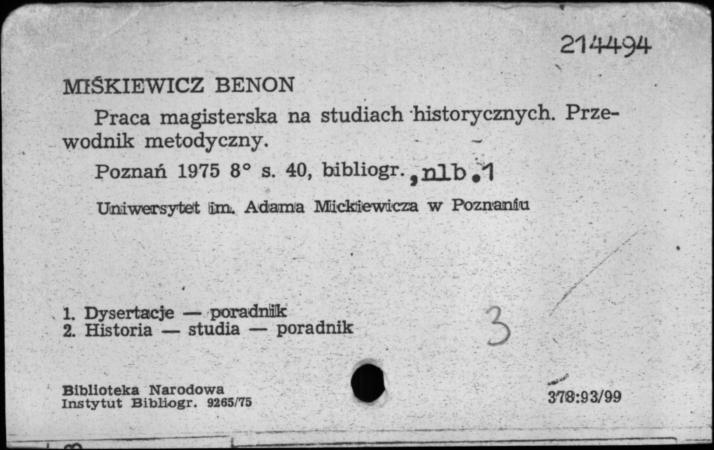 214494
MIŚKIEWICZ BENON
Praca magisterska na studiach historycznych. Prze-
wodnik metodyczny.
Poznań 1975 8° s. 40, bibliogr., nlb.1
Uniwersytet im. Adama Mickiewicza w Poznaniu
1. Dysertacje — poradnik
2. Historia — studia — poradnik
3
Biblioteka Narodowa
Instytut Bibliogr. 9265/75
378:93/99